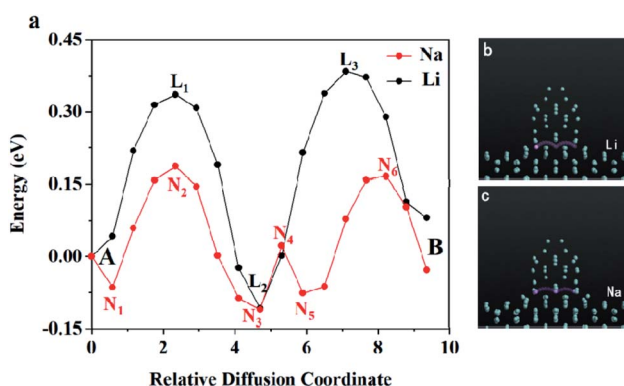 a
Na
Li
0.45
0.30
0.15
0.00
-0.15
Energy (eV)
L₁
L₂
L₃
N₁
N₂
N₃
N₄
N₅
N₆
A
B
0 2 4 6 8 10
Relative Diffusion Coordinate
b
Li
c
Na